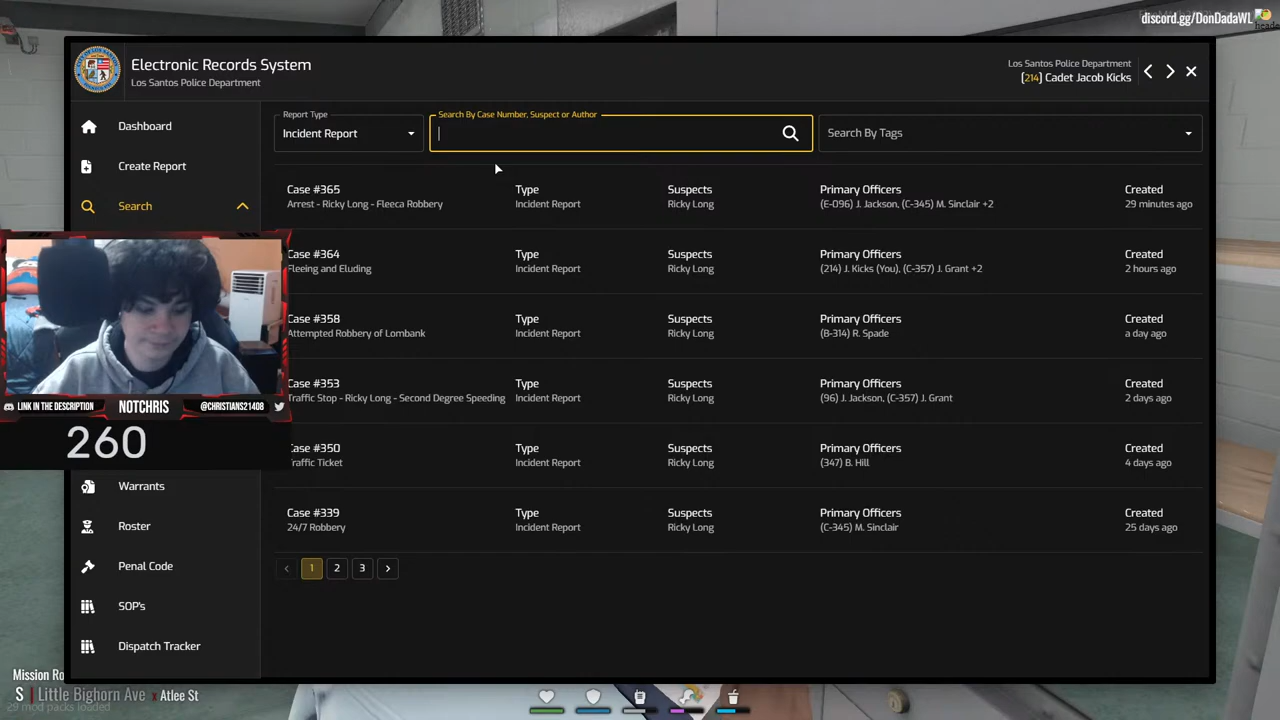 discord.gg/DonDadaWL
Electronic Records System
Los Santos Police Department
Los Santos Police Department
[214] Cadet Jacob Kicks
Dashboard
Create Report
Search
Warrants
Roster
Penal Code
SOP's
Dispatch Tracker
Report Type
Incident Report
Search By Case Number, Suspect or Author
Search By Tags
Case #365 Type Suspects Primary Officers Created
Arrest - Ricky Long - Fleeca Robbery Incident Report Ricky Long (E-096) J. Jackson, (C-345) M. Sinclair +2 29 minutes ago
Case #364 Type Suspects Primary Officers Created
Fleeing and Eluding Incident Report Ricky Long (214) J. Kicks (You), (C-357) J. Grant +2 2 hours ago
Case #358 Type Suspects Primary Officers Created
Attempted Robbery of Lombank Incident Report Ricky Long (B-314) R. Spade a day ago
Case #353 Type Suspects Primary Officers Created
Traffic Stop - Ricky Long - Second Degree Speeding Incident Report Ricky Long (96) J. Jackson, (C-357) J. Grant 2 days ago
Case #350 Type Suspects Primary Officers Created
Traffic Ticket Incident Report Ricky Long (347) B. Hill 4 days ago
Case #339 Type Suspects Primary Officers Created
24/7 Robbery Incident Report Ricky Long (C-345) M. Sinclair 25 days ago
1 2 3
LINK IN THE DESCRIPTION NOTCHRIS @CHRISTIANS21408
260
Mission Ro
S | Little Bighorn Ave x Atlee St
29 mod packs loaded